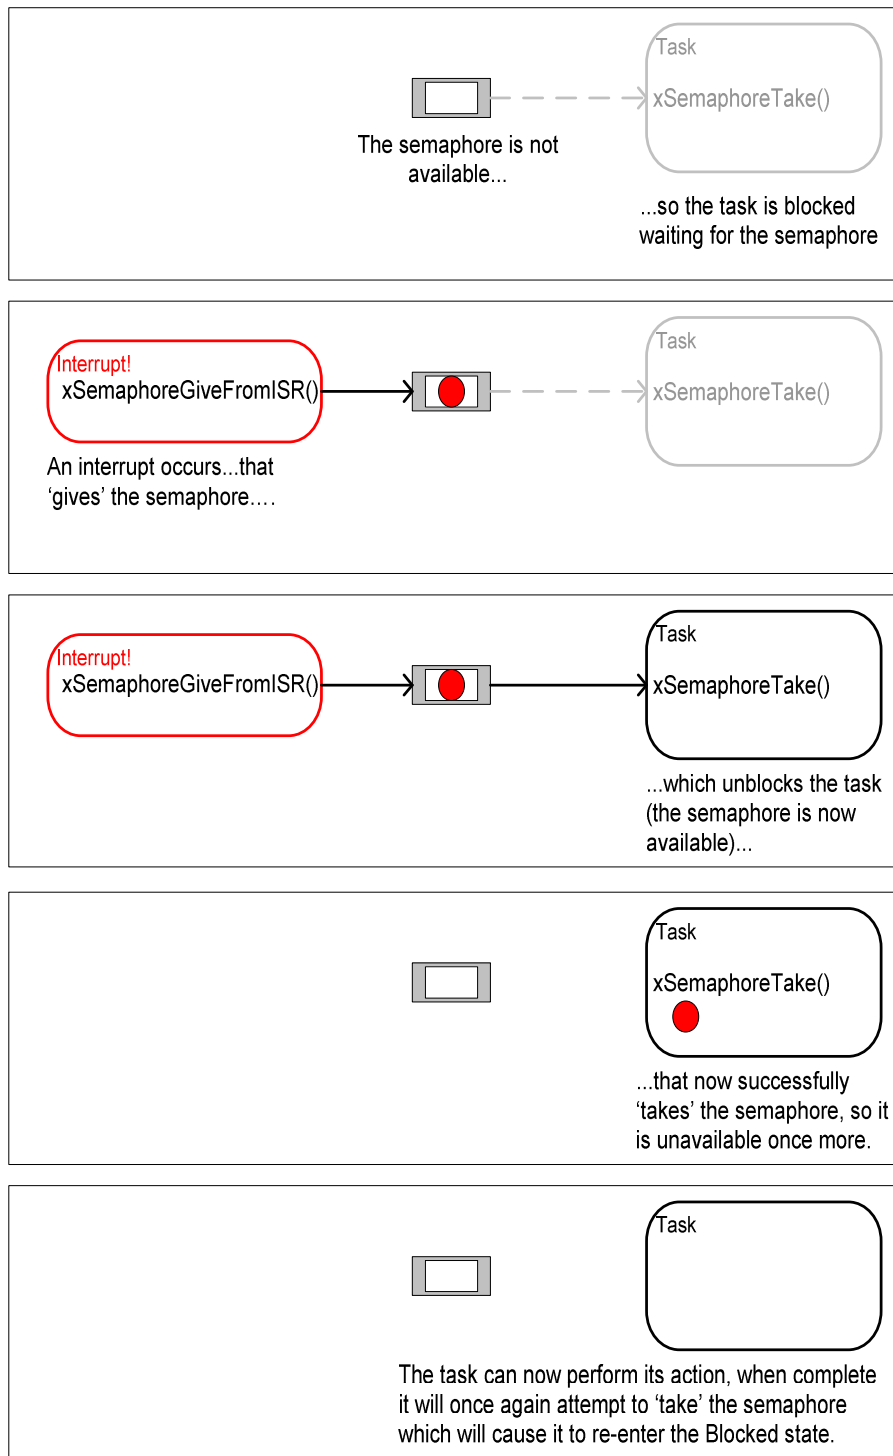 Task
xSemaphoreTake()
The semaphore is not
available...
...so the task is blocked
waiting for the semaphore
Interrupt!
xSemaphoreGiveFromISR()
Task
xSemaphoreTake()
An interrupt occurs...that
‘gives’ the semaphore….
Interrupt!
xSemaphoreGiveFromISR()
Task
xSemaphoreTake()
...which unblocks the task
(the semaphore is now
available)...
Task
xSemaphoreTake()
...that now successfully
‘takes’ the semaphore, so it
is unavailable once more.
Task
The task can now perform its action, when complete
it will once again attempt to ‘take’ the semaphore
which will cause it to re-enter the Blocked state.